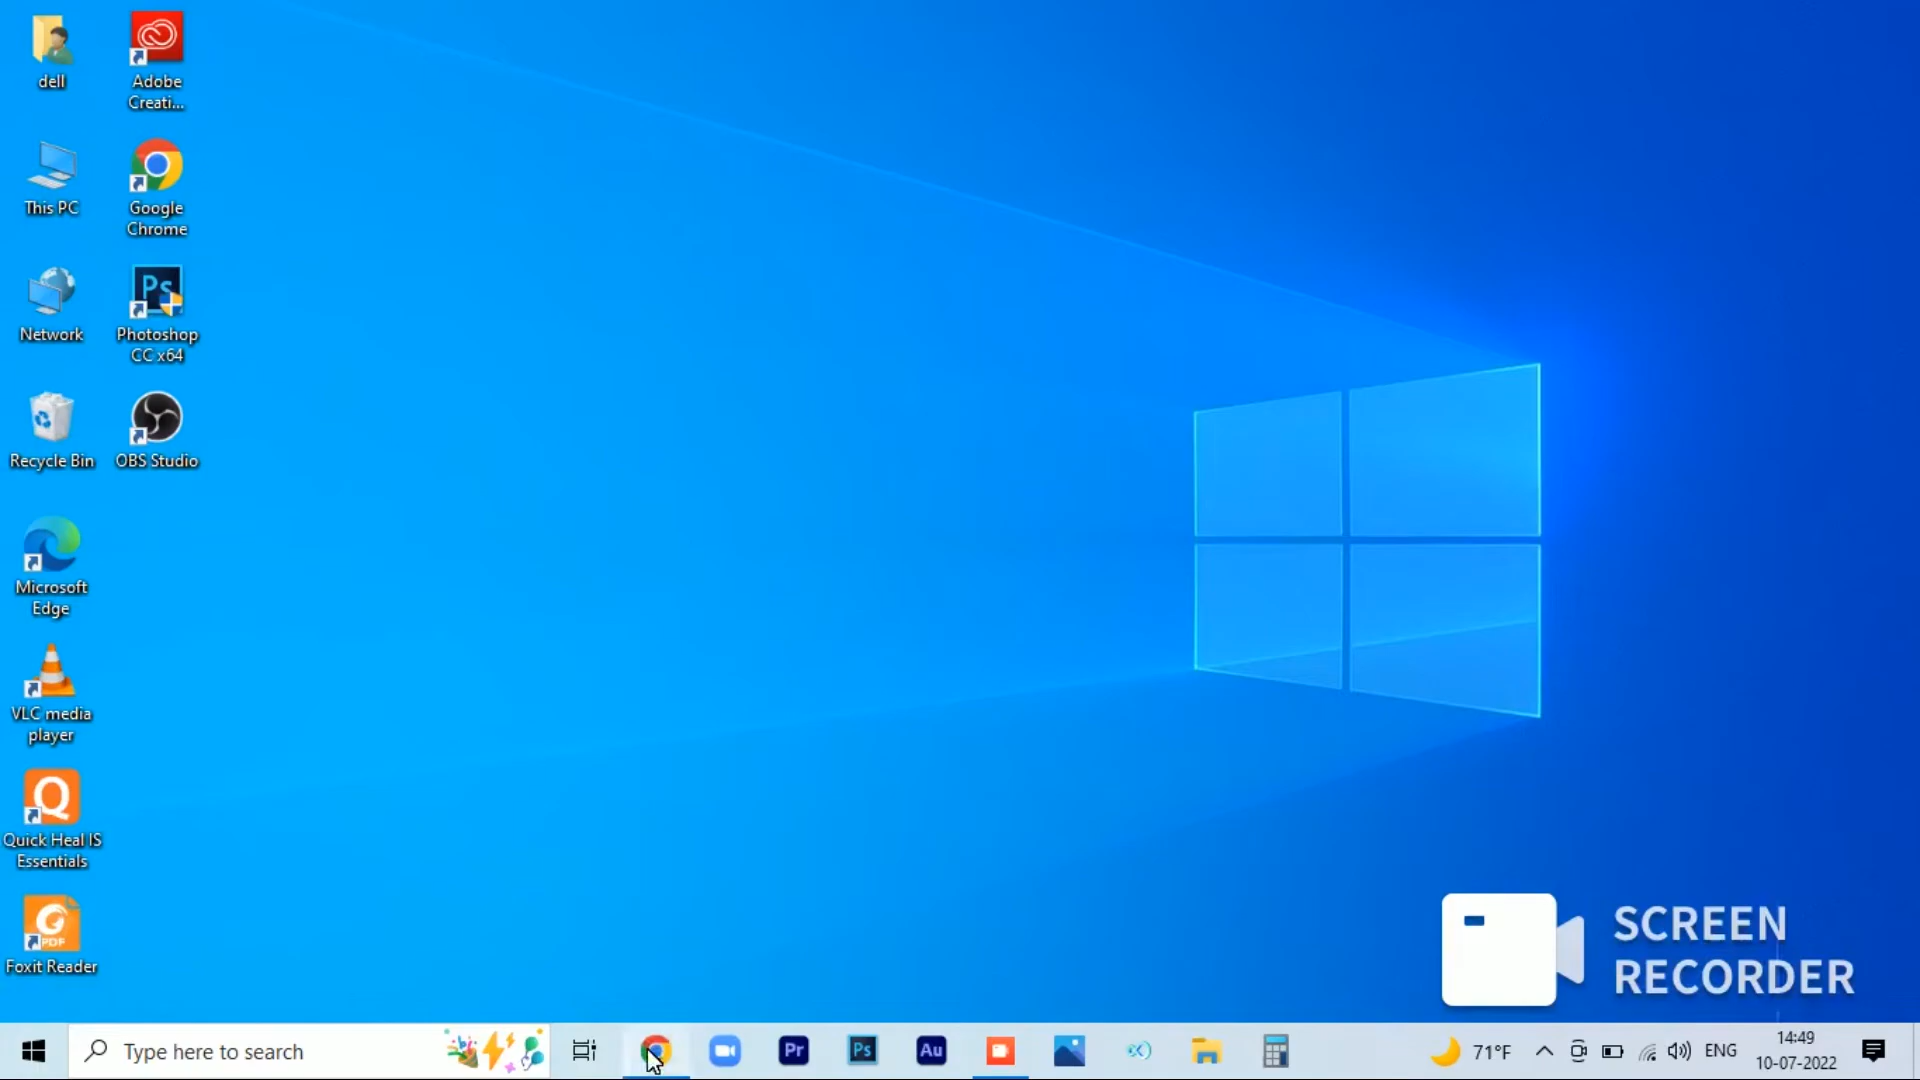 dell
Adobe
Creati...
This PC
Google
Chrome
Network
Ps
Photoshop
CC x64
Recycle Bin
OBS Studio
Microsoft
Edge
VLC media
player
Q
Quick Heal IS
Essentials
PDF
Foxit Reader
SCREEN
RECORDER
Type here to search
Pr
Ps
Au
71°F
ENG
14:49
10-07-2022